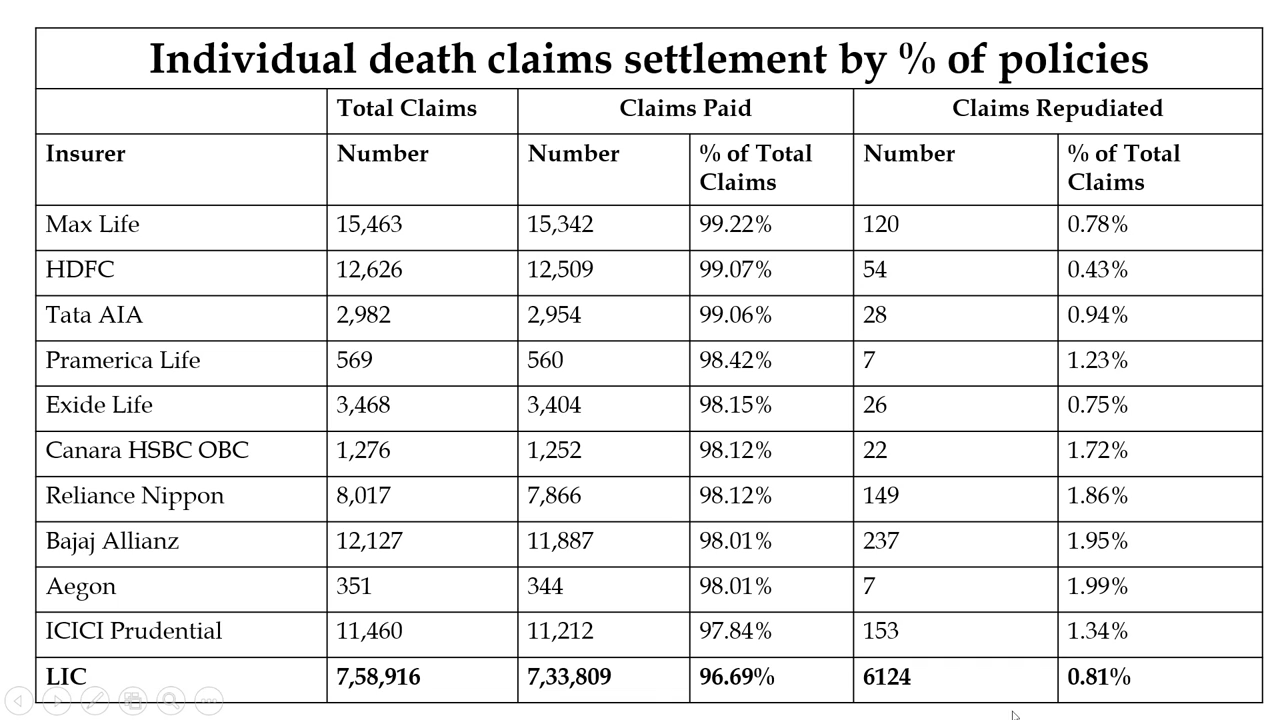 Individual death claims settlement by % of policies
Total Claims Claims Paid Claims Repudiated
Insurer Number Number % of Total Claims Number % of Total Claims
Max Life 15,463 15,342 99.22% 120 0.78%
HDFC 12,626 12,509 99.07% 54 0.43%
Tata AIA 2,982 2,954 99.06% 28 0.94%
Pramerica Life 569 560 98.42% 7 1.23%
Exide Life 3,468 3,404 98.15% 26 0.75%
Canara HSBC OBC 1,276 1,252 98.12% 22 1.72%
Reliance Nippon 8,017 7,866 98.12% 149 1.86%
Bajaj Allianz 12,127 11,887 98.01% 237 1.95%
Aegon 351 344 98.01% 7 1.99%
ICICI Prudential 11,460 11,212 97.84% 153 1.34%
LIC 7,58,916 7,33,809 96.69% 6124 0.81%